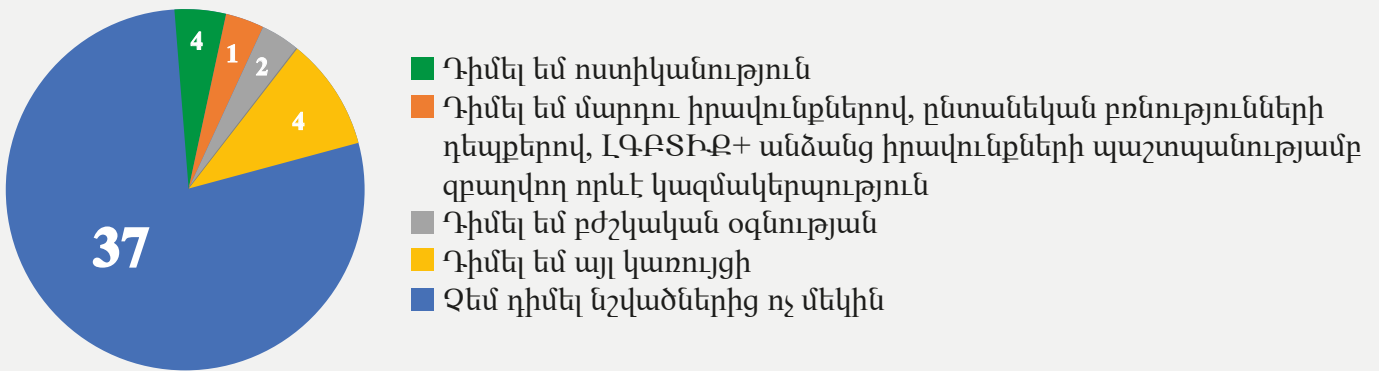 4
1
2
4
37
Դիմել եմ ոստիկանություն
Դիմել եմ մարդու իրավունքներով, ընտանեկան բռնությունների
դեպքերով, ԼԳԲՏԻՔ+ անձանց իրավունքների պաշտպանությամբ
զբաղվող որևէ կազմակերպություն
Դիմել եմ բժշկական օգնության
Դիմել եմ այլ կառույցի
Չեմ դիմել նշվածներից ոչ մեկին